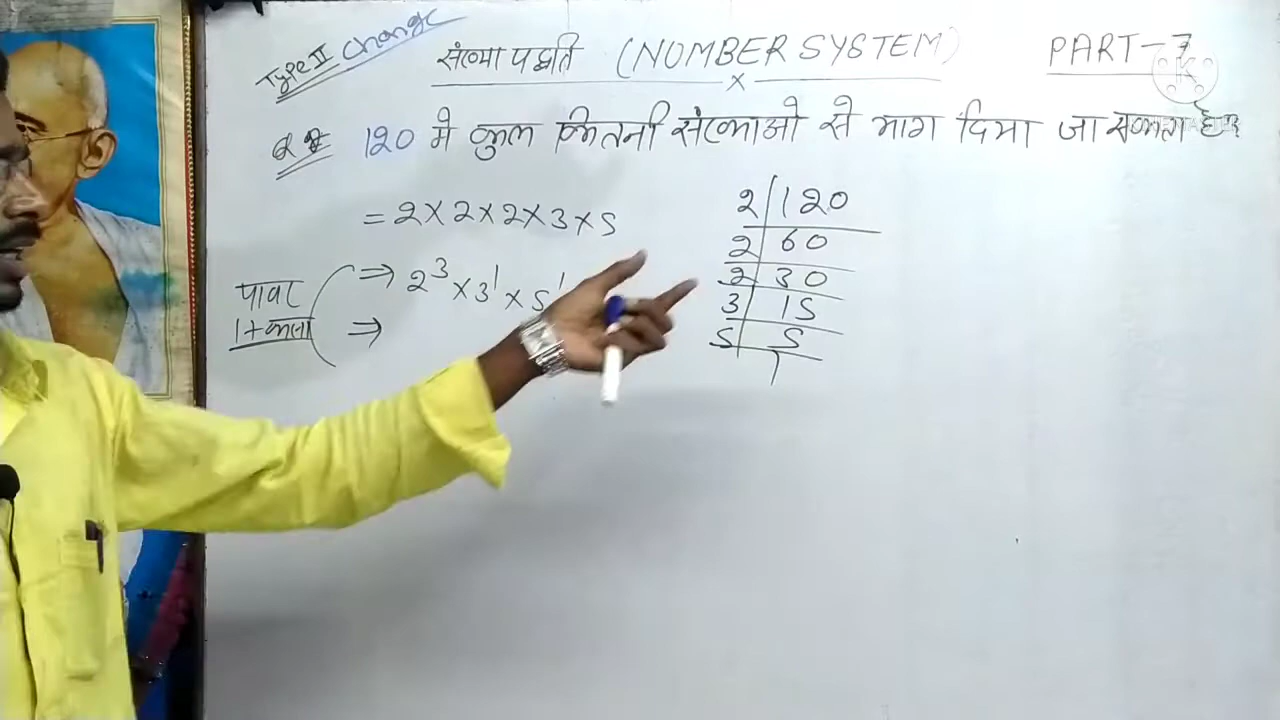 Type II Change
संख्या पद्धति (NUMBER SYSTEM) PART-7
120 मे कुल कितनी संख्याओ से भाग दिया जा सकता है
= 2 × 2 × 2 × 3 × 5
⇒ 2³ × 3¹ × 5¹
पावर
1+ करना
⇒
2 | 120
2 | 60
2 | 30
3 | 15
5 | 5
1